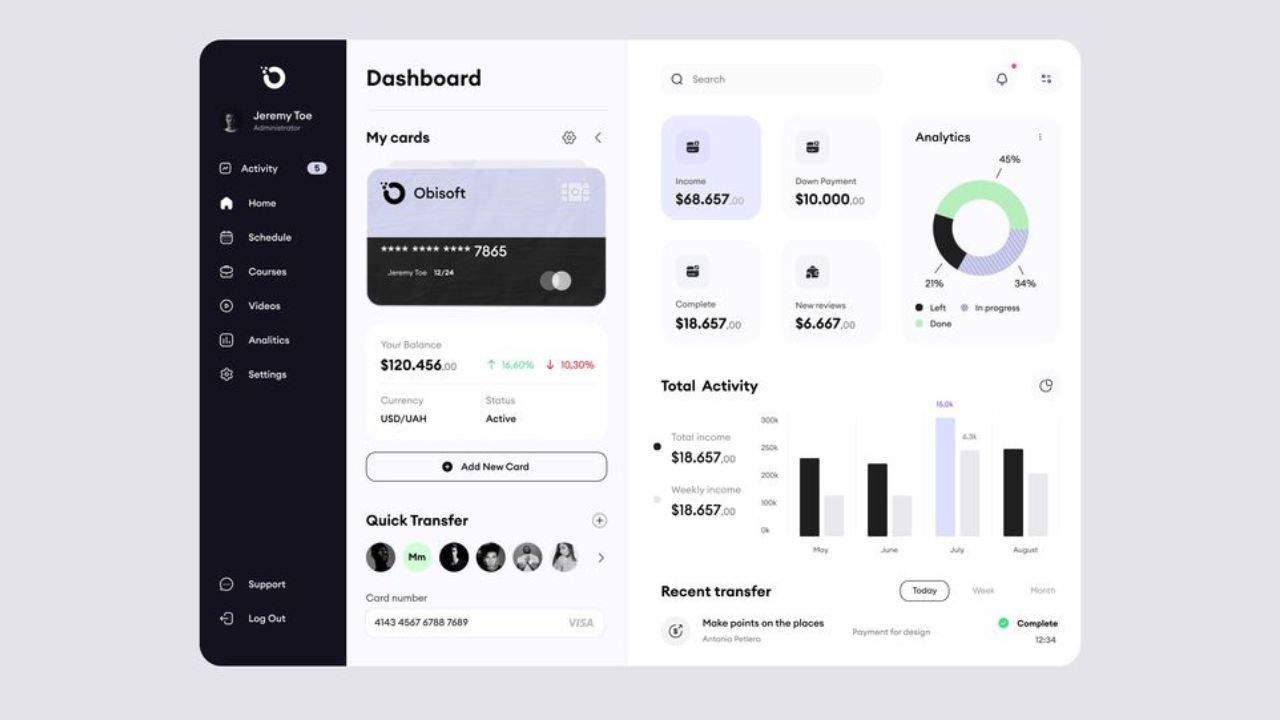 Jeremy Toe
Administrator
Activity 5
Home
Schedule
Courses
Videos
Analitics
Settings
Support
Log Out
Dashboard
My cards
Obisoft
**** **** **** 7865
Jeremy Toe 12/24
Your Balance
$120.456,00 16,60% 10,30%
Currency Status
USD/UAH Active
Add New Card
Quick Transfer
Mm
Card number
4143 4567 6788 7689 VISA
Search
Income
$68.657,00
Down Payment
$10.000,00
Complete
$18.657,00
New reviews
$6.667,00
Analytics
45%
21% 34%
Left In progress
Done
Total Activity
Total income
$18.657,00
Weekly income
$18.657,00
300k
250k
200k
100k
0k
15,0k
6,3k
May June July August
Recent transfer Today Week Month
Make points on the places
Antonia Petlero
Payment for design
Complete
12:34